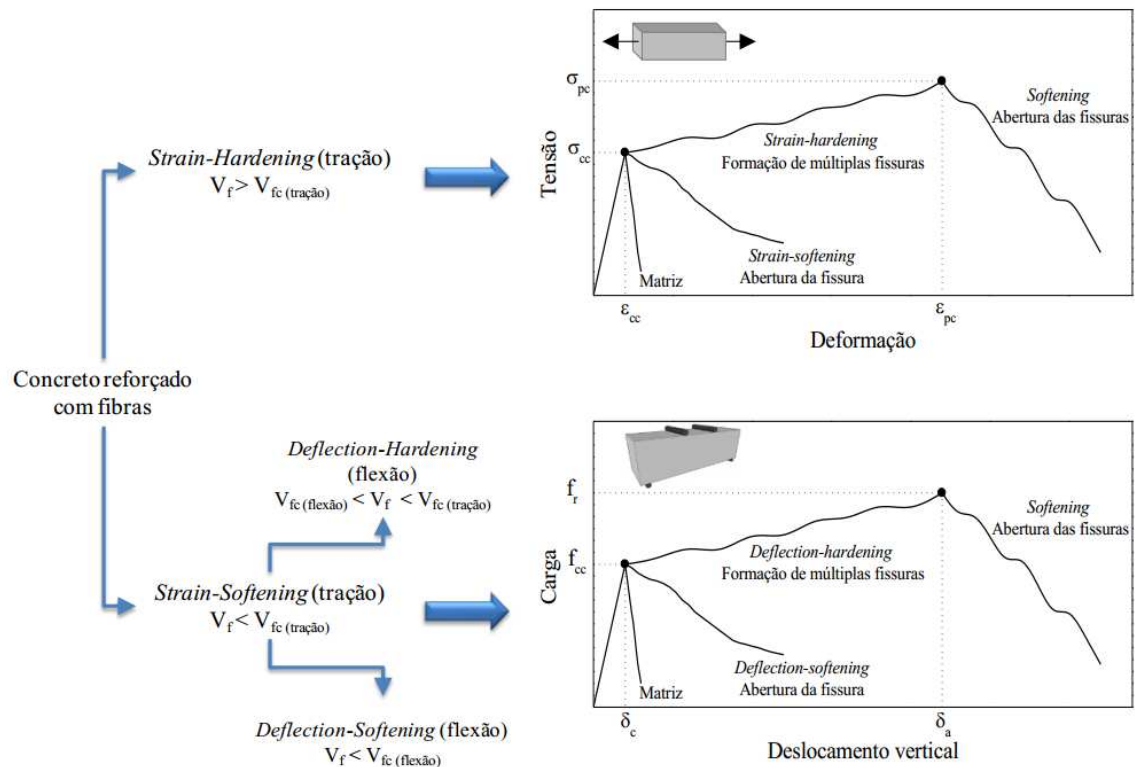 Concreto reforçado
com fibras
Strain-Hardening (tração)
V_f > V_fc (tração)
Strain-Softening (tração)
V_f < V_fc (tração)
Deflection-Hardening
(flexão)
V_fc (flexão) < V_f < V_fc (tração)
Deflection-Softening (flexão)
V_f < V_fc (flexão)
Tensão
σ_pc
σ_cc
Strain-hardening
Formação de múltiplas fissuras
Softening
Abertura das fissuras
Strain-softening
Abertura da fissura
Matriz
ε_cc
ε_pc
Deformação
Carga
f_r
f_cc
Deflection-hardening
Formação de múltiplas fissuras
Softening
Abertura das fissuras
Deflection-softening
Abertura da fissura
Matriz
δ_c
δ_a
Deslocamento vertical